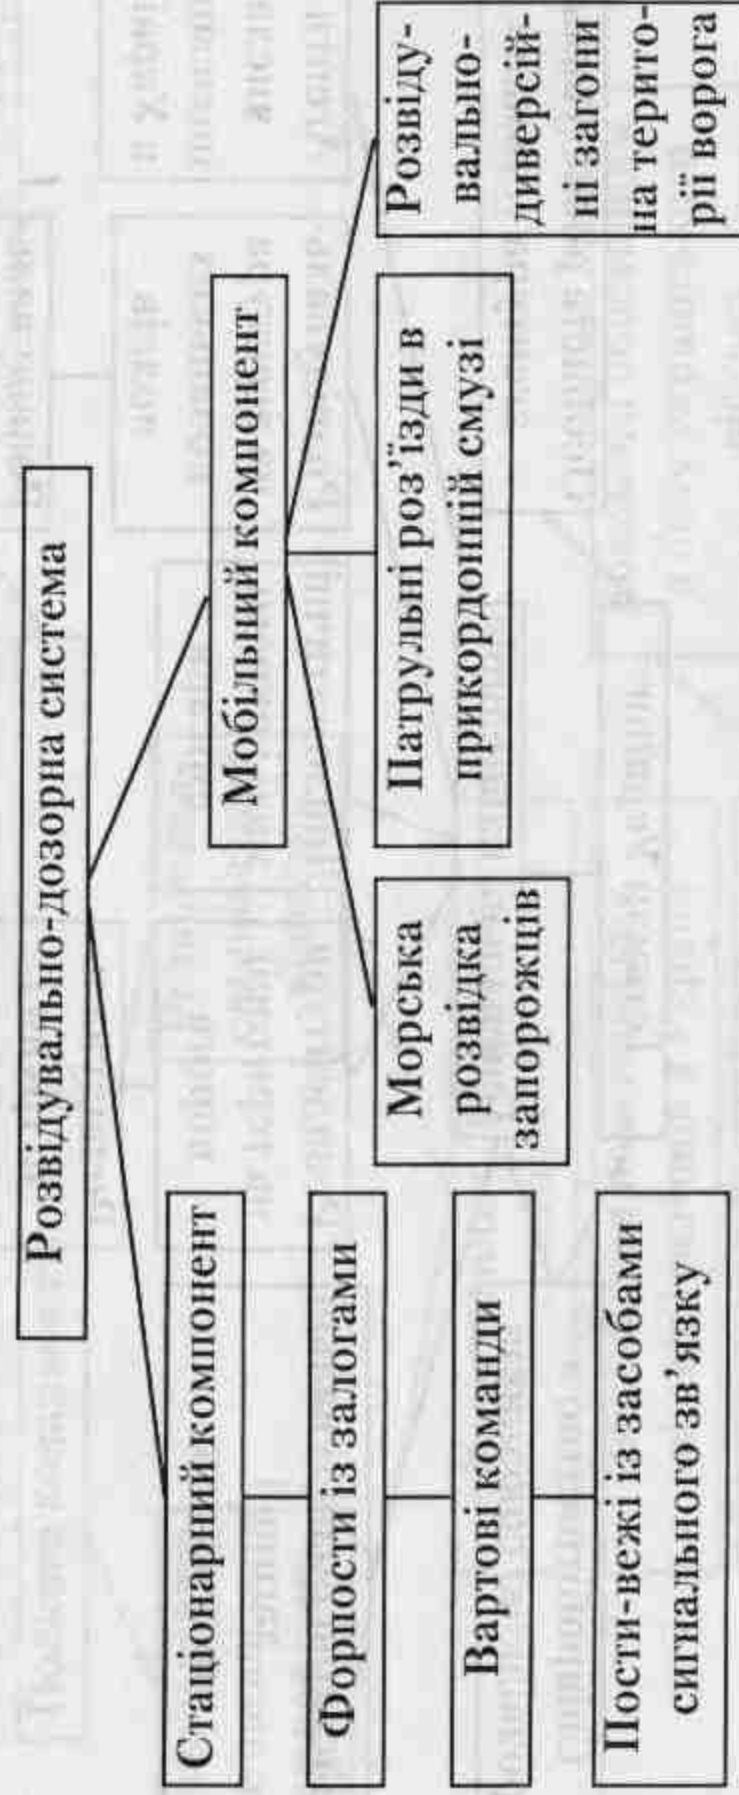 Розвідувально-дозорна система
Стаціонарний компонент
Мобільний компонент
Форпости із залогами
Вартові команди
Пости-вежі із засобами
сигнального зв’язку
Морська
розвідка
запорожців
Патрульні роз’їзди в
прикордонній смузі
Розвіду-
вально-
диверсій-
ні загони
на терито-
рії ворога